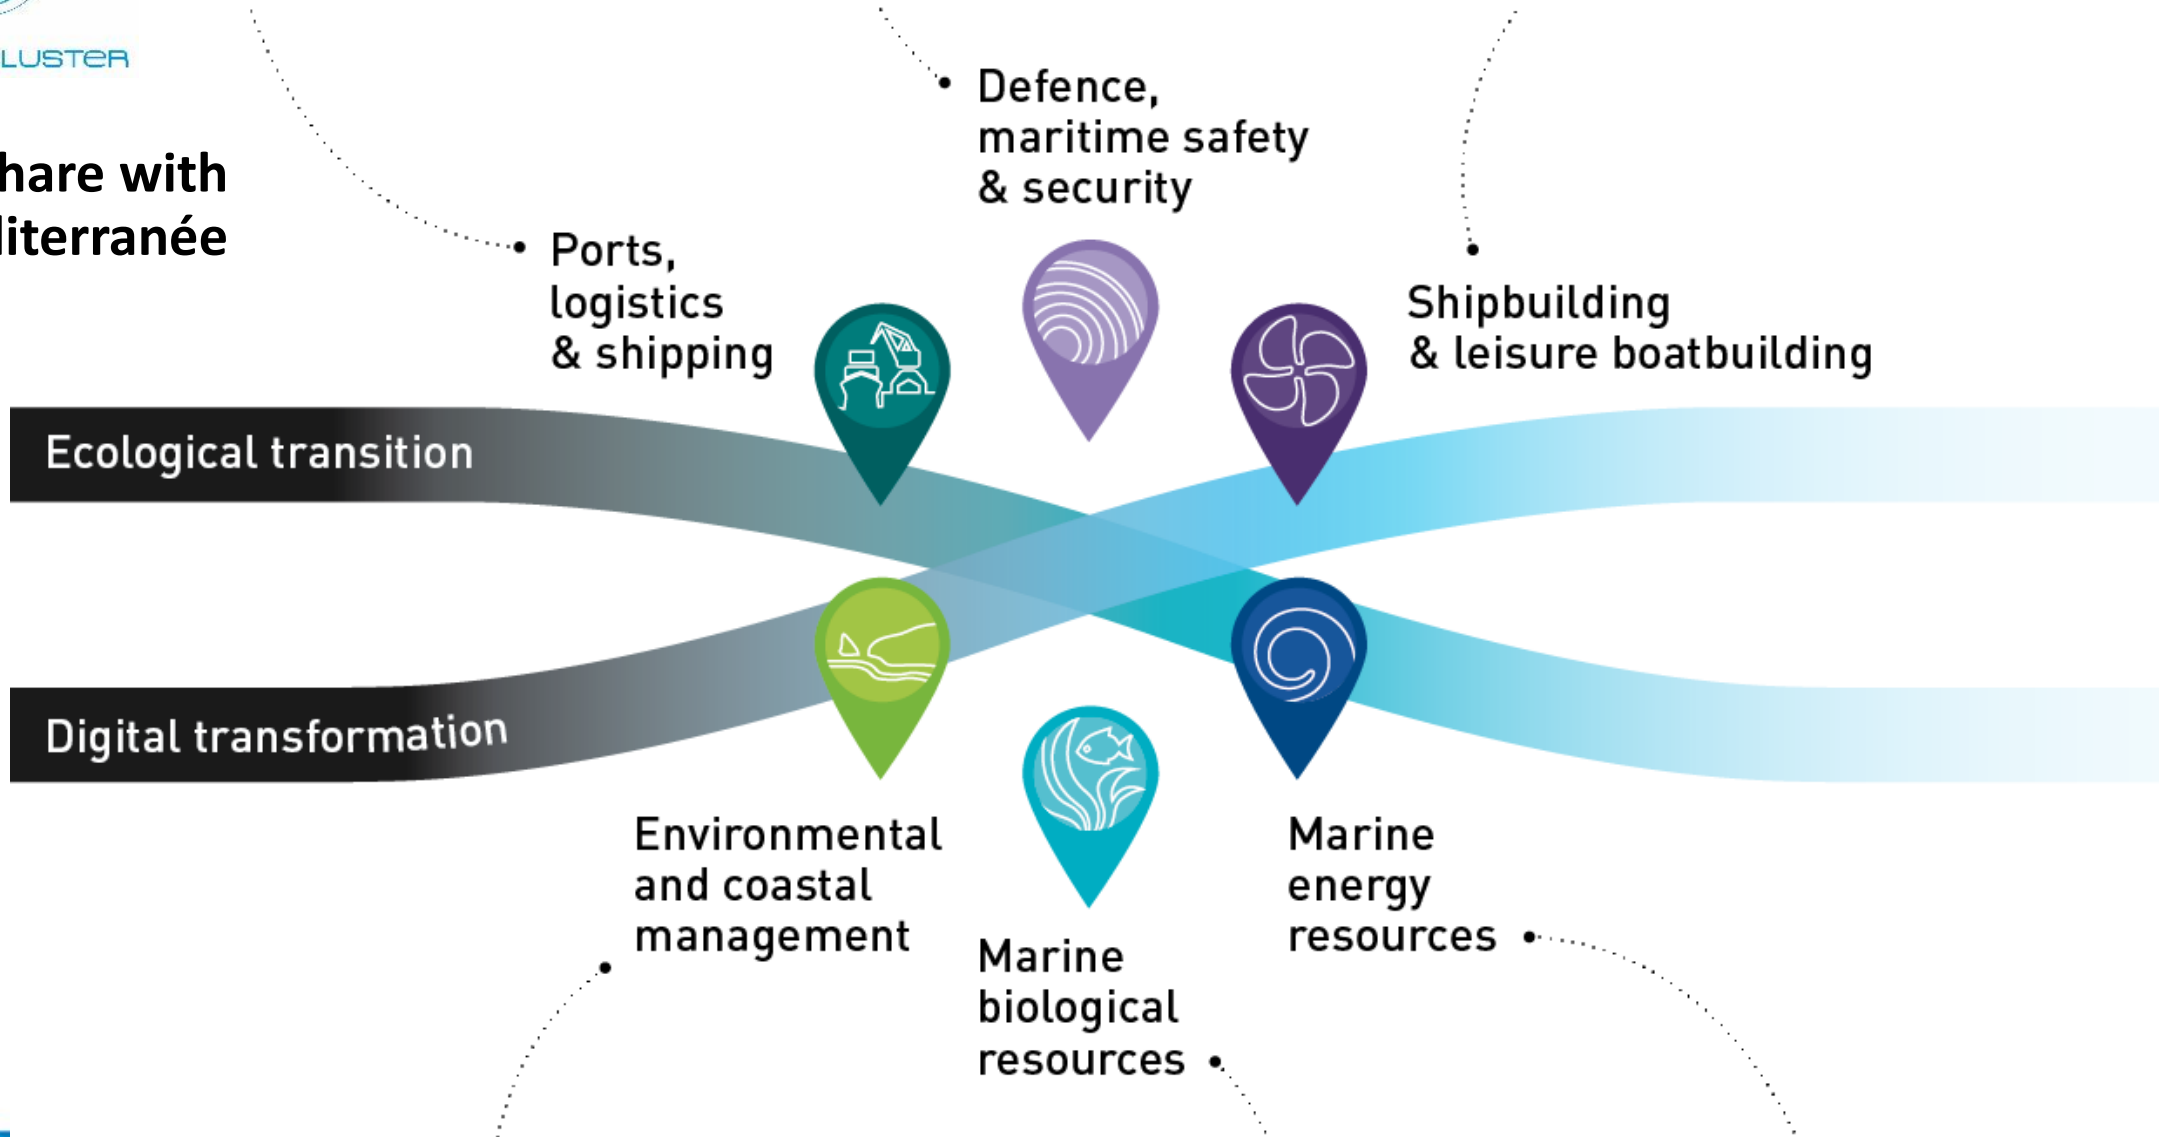 LUSTER
hare with
literranée
Defence,
maritime safety
& security
Ports,
logistics
& shipping
Shipbuilding
& leisure boatbuilding
Ecological transition
Digital transformation
Environmental
and coastal
management
Marine
biological
resources
Marine
energy
resources